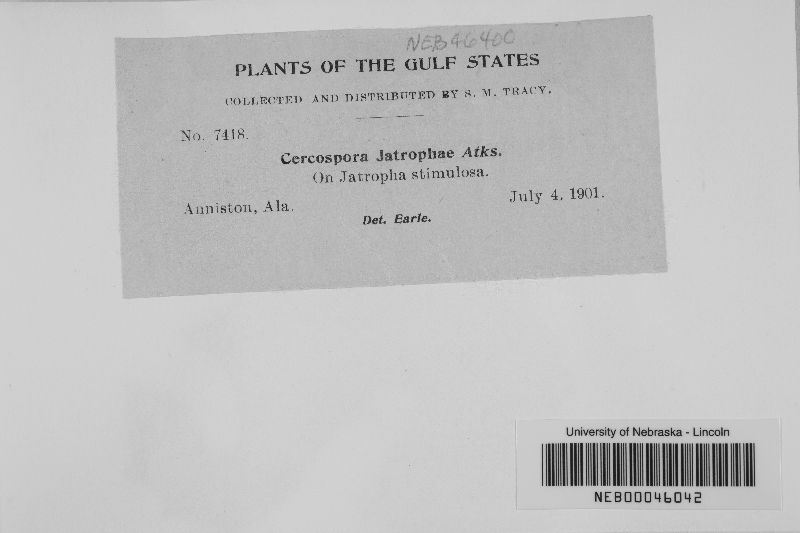 NEB46400
PLANTS OF THE GULF STATES
COLLECTED AND DISTRIBUTED BY S. M. TRACY.
No. 7418.
Cercospora Jatrophae Atks.
On Jatropha stimulosa.
Anniston, Ala. July 4, 1901.
Det. Earle.
University of Nebraska - Lincoln
NEB00046042